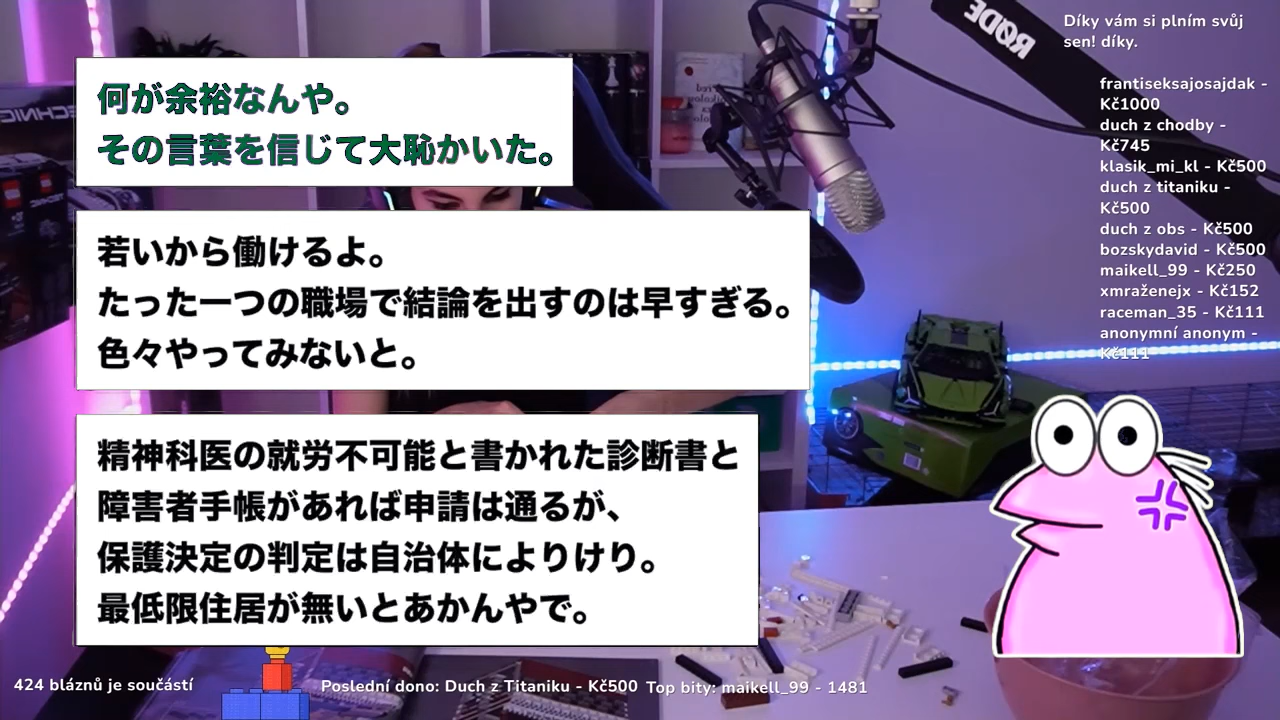 何が余裕なんや。
その言葉を信じて大恥かいた。
若いから働けるよ。
たった一つの職場で結論を出すのは早すぎる。
色々やってみないと。
精神科医の就労不可能と書かれた診断書と
障害者手帳があれば申請は通るが、
保護決定の判定は自治体によりけり。
最低限住居が無いとあかんやで。
RØDE
Díky vám si plním svůj
sen! díky.
frantiseksajosajdak -
Kč1000
duch z chodby -
Kč745
klasik_mi_kl - Kč500
duch z titaniku -
Kč500
duch z obs - Kč500
bozskydavid - Kč500
maikell_99 - Kč250
xmraženejx - Kč152
raceman_35 - Kč111
anonymní anonym -
Kč111
424 bláznů je součástí
Poslední dono: Duch z Titaniku - Kč500
Top bity: maikell_99 - 1481